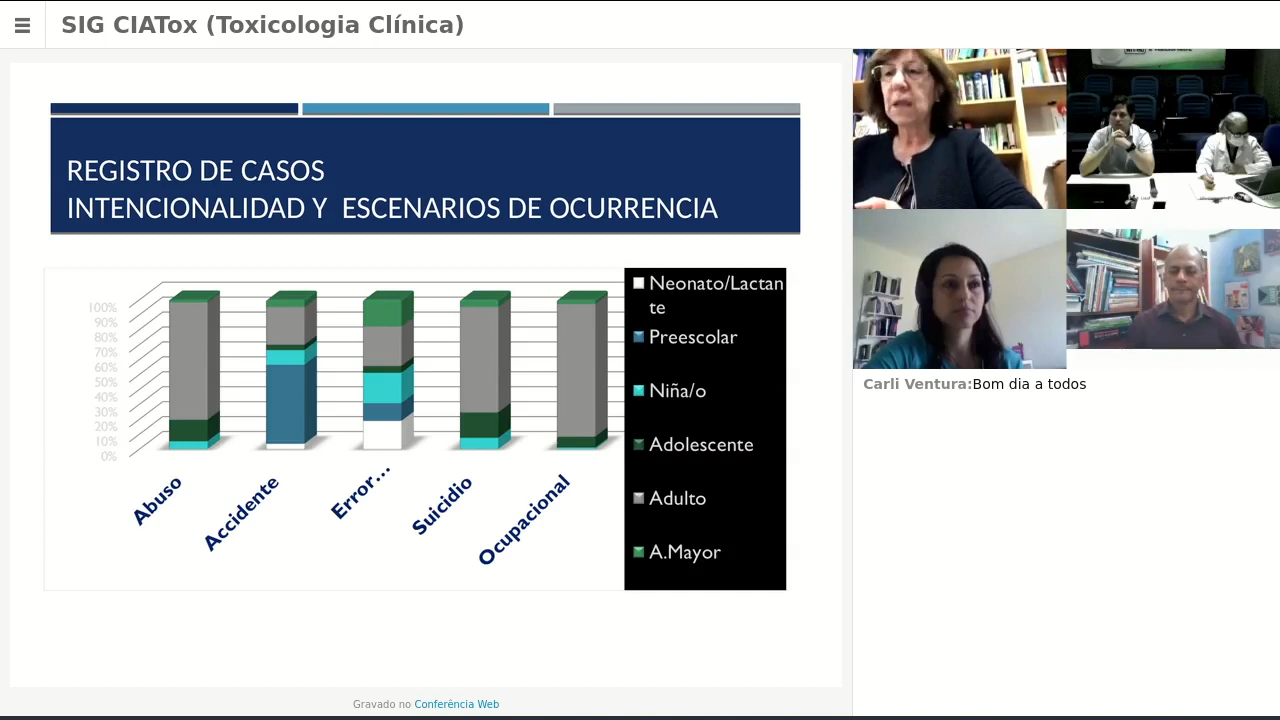 SIG CIATox (Toxicologia Clínica)
REGISTRO DE CASOS
INTENCIONALIDAD Y ESCENARIOS DE OCURRENCIA
100%
90%
80%
70%
60%
50%
40%
30%
20%
10%
0%
Abuso
Accidente
Error...
Suicidio
Ocupacional
Neonato/Lactan
te
Preescolar
Niña/o
Adolescente
Adulto
A.Mayor
Carli Ventura:Bom dia a todos
Gravado no Conferência Web